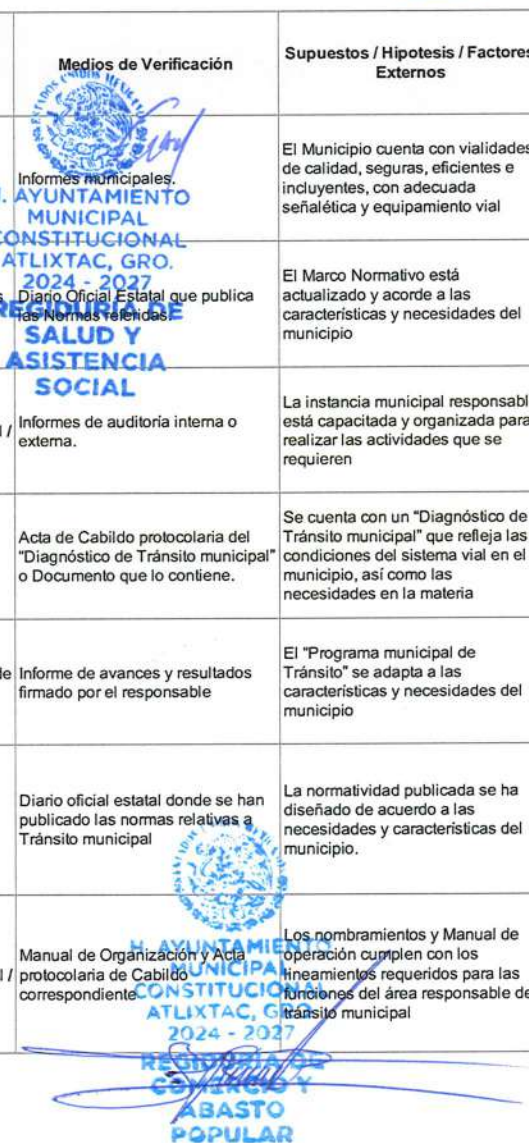 Medios de Verificación
Supuestos / Hipotesis / Factores
Externos
Informes municipales.
El Municipio cuenta con vialidades
de calidad, seguras, eficientes e
incluyentes, con adecuada
señalética y equipamiento vial
AYUNTAMIENTO
MUNICIPAL
CONSTITUCIONAL
ATLIXTAC, GRO.
2024 - 2027
REGIDURÍA DE
SALUD Y
ASISTENCIA
SOCIAL
Diario Oficial Estatal que publica
las Normas referidas.
El Marco Normativo está
actualizado y acorde a las
características y necesidades del
municipio
Informes de auditoría interna o
externa.
La instancia municipal responsabl
está capacitada y organizada para
realizar las actividades que se
requieren
Acta de Cabildo protocolaria del
"Diagnóstico de Tránsito municipal"
o Documento que lo contiene.
Se cuenta con un "Diagnóstico de
Tránsito municipal" que refleja las
condiciones del sistema vial en el
municipio, así como las
necesidades en la materia
Informe de avances y resultados
firmado por el responsable
El "Programa municipal de
Tránsito" se adapta a las
características y necesidades del
municipio
Diario oficial estatal donde se han
publicado las normas relativas a
Tránsito municipal
La normatividad publicada se ha
diseñado de acuerdo a las
necesidades y características del
municipio.
Manual de Organización y Acta
protocolaria de Cabildo
correspondiente
Los nombramientos y Manual de
operación cumplen con los
lineamientos requeridos para las
funciones del área responsable de
tránsito municipal
H. AYUNTAMIENTO
MUNICIPAL
CONSTITUCIONAL
ATLIXTAC, GRO.
2024 - 2027
REGIDURÍA DE
COMERCIO Y
ABASTO
POPULAR